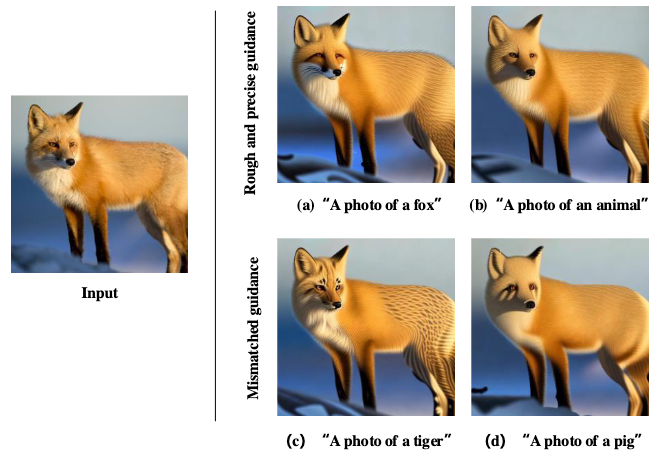 Input
Rough and precise guidance
(a) “A photo of a fox”
(b) “A photo of an animal”
Mismatched guidance
(c) “A photo of a tiger”
(d) “A photo of a pig”